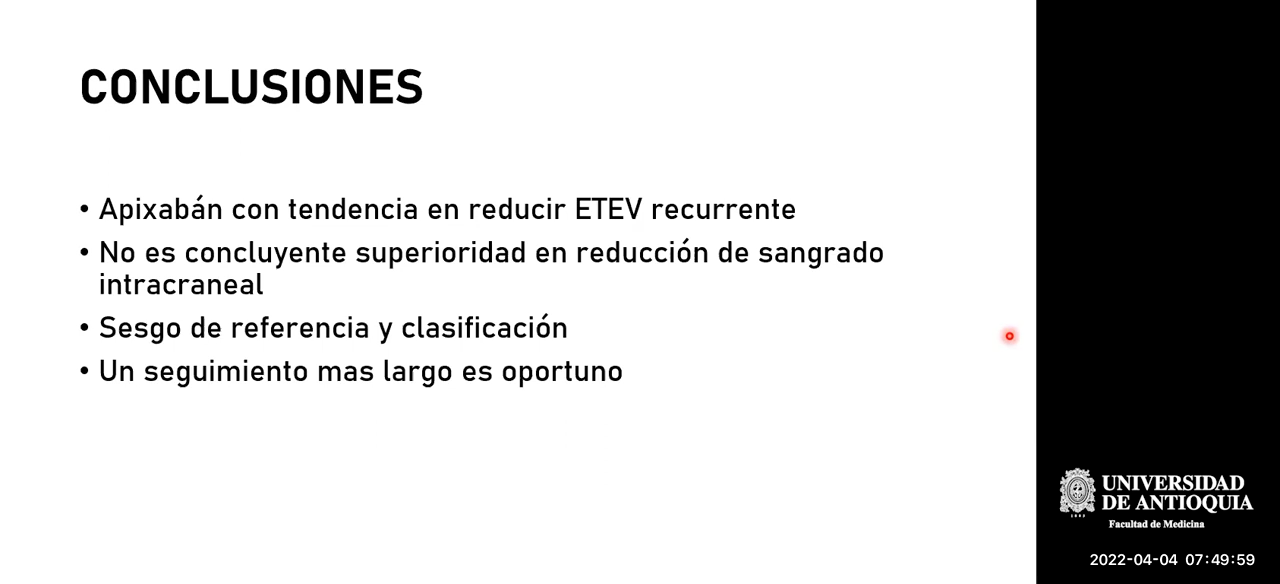 CONCLUSIONES
• Apixabán con tendencia en reducir ETEV recurrente
• No es concluyente superioridad en reducción de sangrado
intracraneal
• Sesgo de referencia y clasificación
• Un seguimiento mas largo es oportuno
UNIVERSIDAD
DE ANTIOQUIA
Facultad de Medicina
2022-04-04 07:49:59